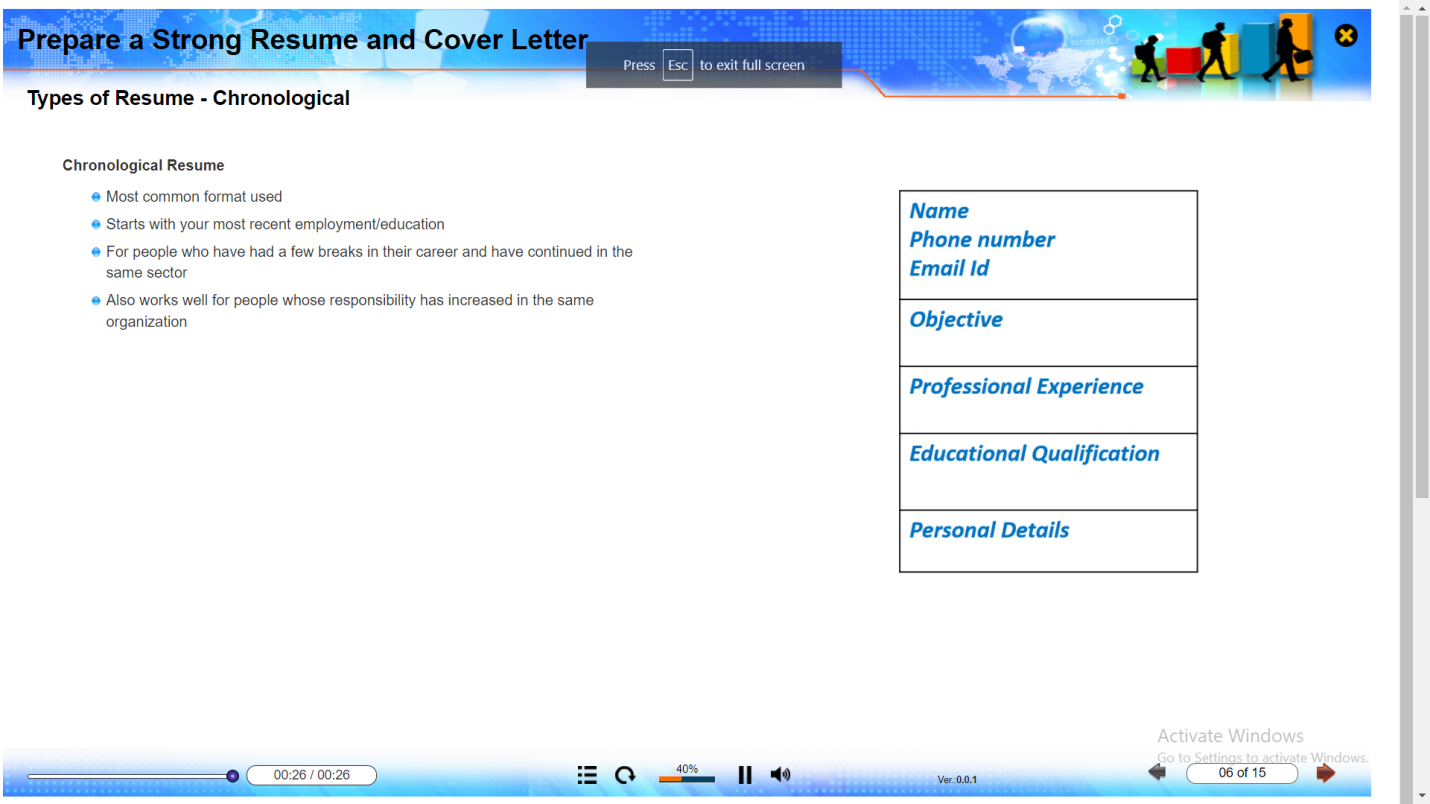 Prepare a Strong Resume and Cover Letter
Press Esc to exit full screen
Types of Resume - Chronological
Chronological Resume
Most common format used
Starts with your most recent employment/education
For people who have had a few breaks in their career and have continued in the
same sector
Also works well for people whose responsibility has increased in the same
organization
Name
Phone number
Email Id
Objective
Professional Experience
Educational Qualification
Personal Details
Activate Windows
Go to Settings to activate Windows.
00:26 / 00:26
40%
Ver.:0.0.1
06 of 15